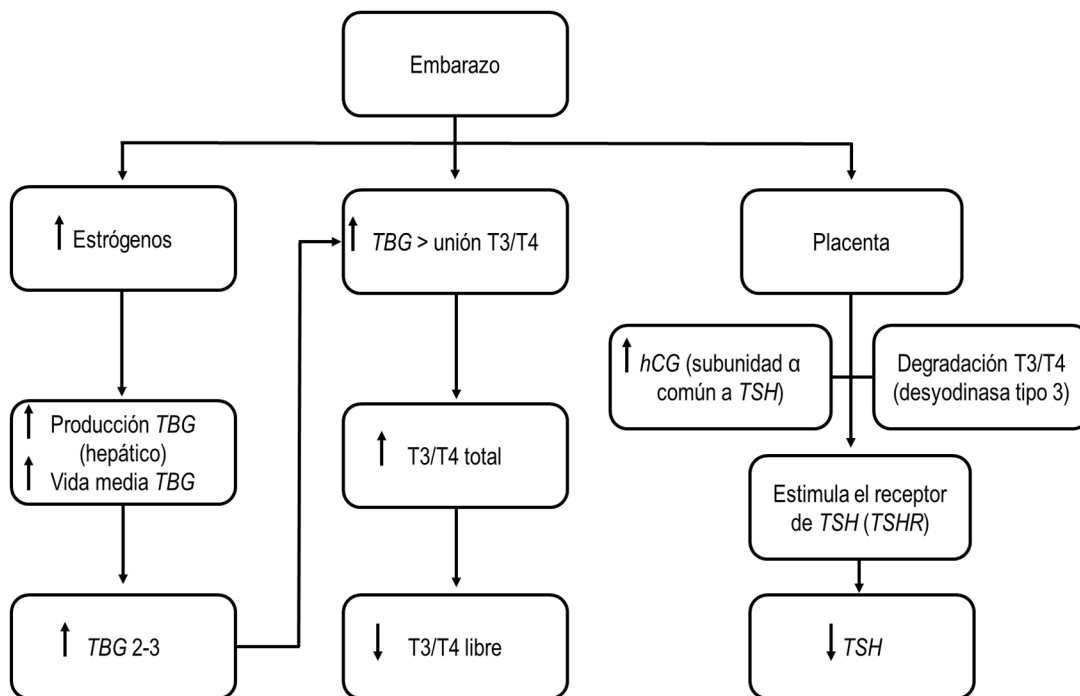 Embarazo
↑ Estrógenos
↑ TBG > unión T3/T4
Placenta
↑ hCG (subunidad α
común a TSH)
Degradación T3/T4
(desyodinasa tipo 3)
↑ Producción TBG
(hepático)
↑ Vida media TBG
↑ T3/T4 total
Estimula el receptor
de TSH (TSHR)
↑ TBG 2-3
↓ T3/T4 libre
↓ TSH